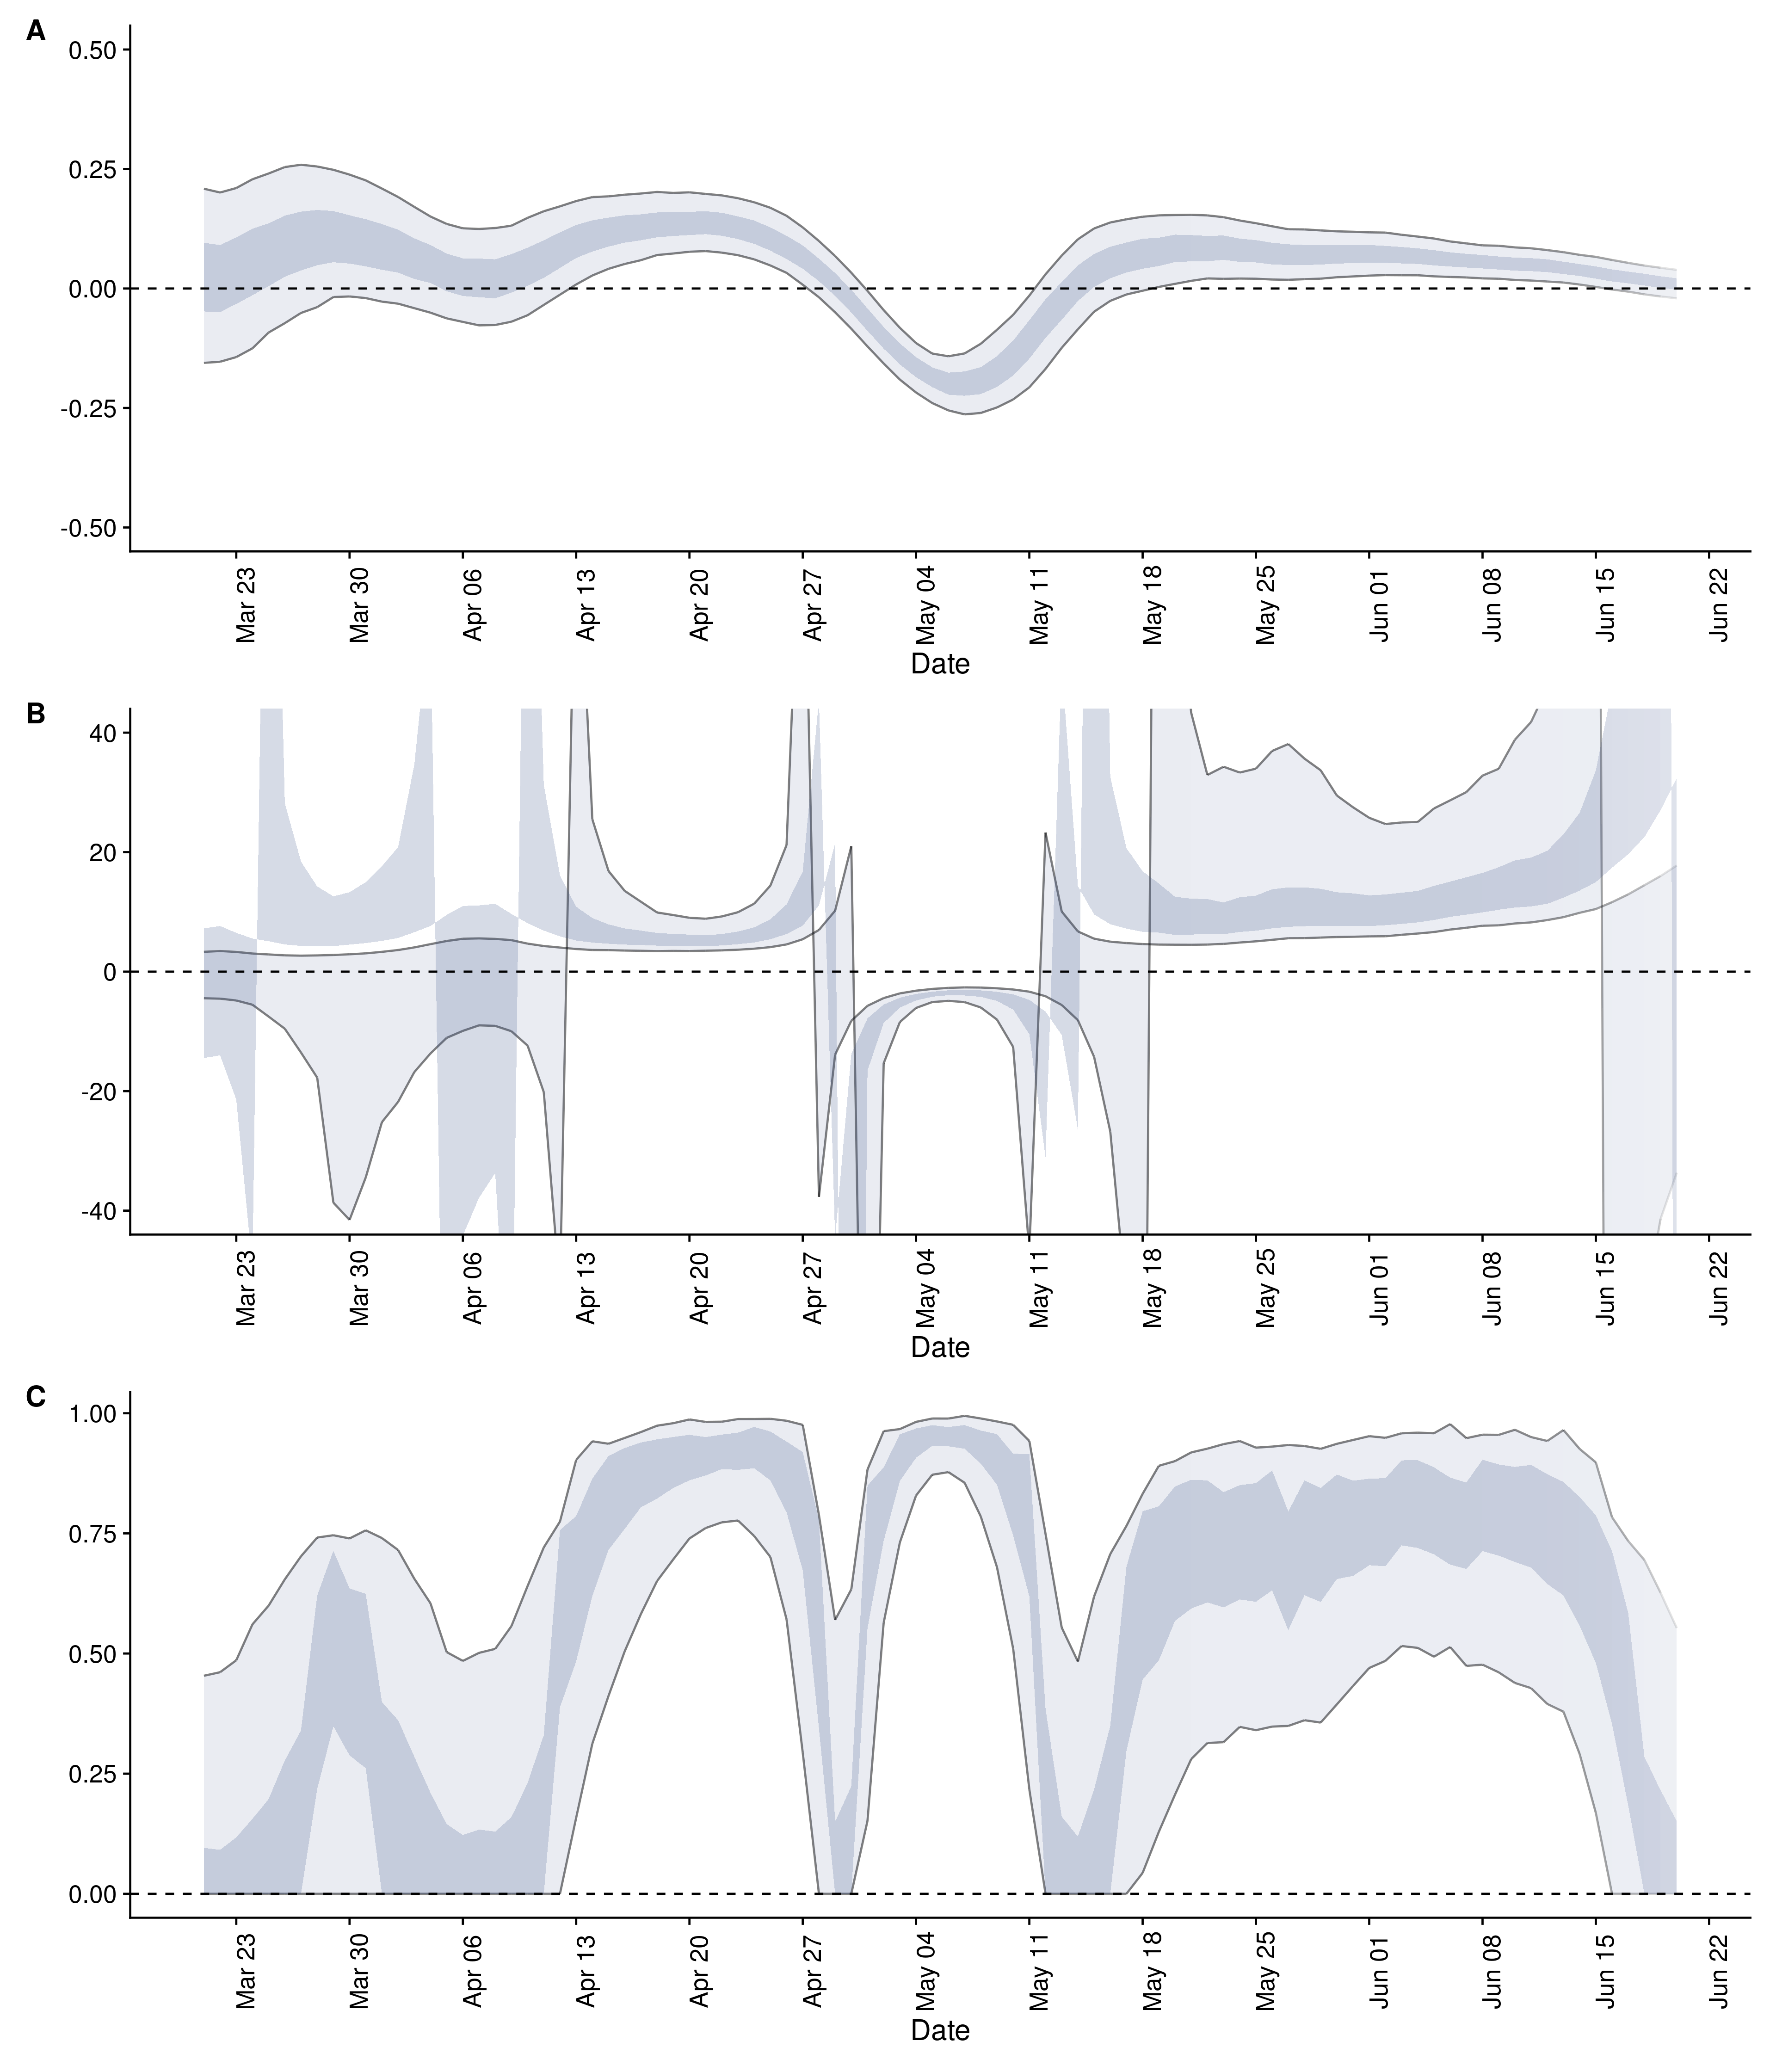 A
0.50
0.25
0.00
-0.25
-0.50
Mar 23
Mar 30
Apr 06
Apr 13
Apr 20
Apr 27
May 04
May 11
May 18
May 25
Jun 01
Jun 08
Jun 15
Jun 22
Date
B
40
20
0
-20
-40
Mar 23
Mar 30
Apr 06
Apr 13
Apr 20
Apr 27
May 04
May 11
May 18
May 25
Jun 01
Jun 08
Jun 15
Jun 22
Date
C
1.00
0.75
0.50
0.25
0.00
Mar 23
Mar 30
Apr 06
Apr 13
Apr 20
Apr 27
May 04
May 11
May 18
May 25
Jun 01
Jun 08
Jun 15
Jun 22
Date